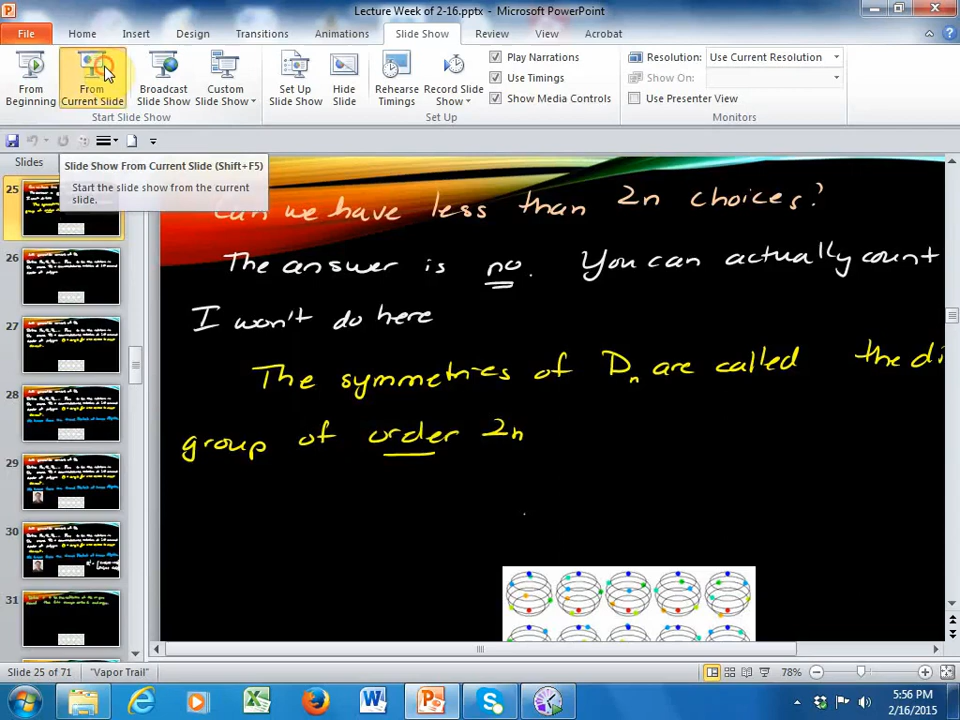 Lecture Week of 2-16.pptx - Microsoft PowerPoint
File Home Insert Design Transitions Animations Slide Show Review View Acrobat
From Beginning
From Current Slide
Broadcast Slide Show
Custom Slide Show
Set Up Slide Show
Hide Slide
Rehearse Timings
Record Slide Show
Play Narrations
Use Timings
Show Media Controls
Resolution: Use Current Resolution
Show On:
Use Presenter View
Start Slide Show
Set Up
Monitors
Slides
Slide Show From Current Slide (Shift+F5)
Start the slide show from the current
slide.
25
26
27
28
29
30
31
Can we have less than 2n choices?
The answer is no. You can actually count
I won't do here
The symmetries of Dn are called the di
group of order 2n
Slide 25 of 71 "Vapor Trail" 78%
5:56 PM
2/16/2015